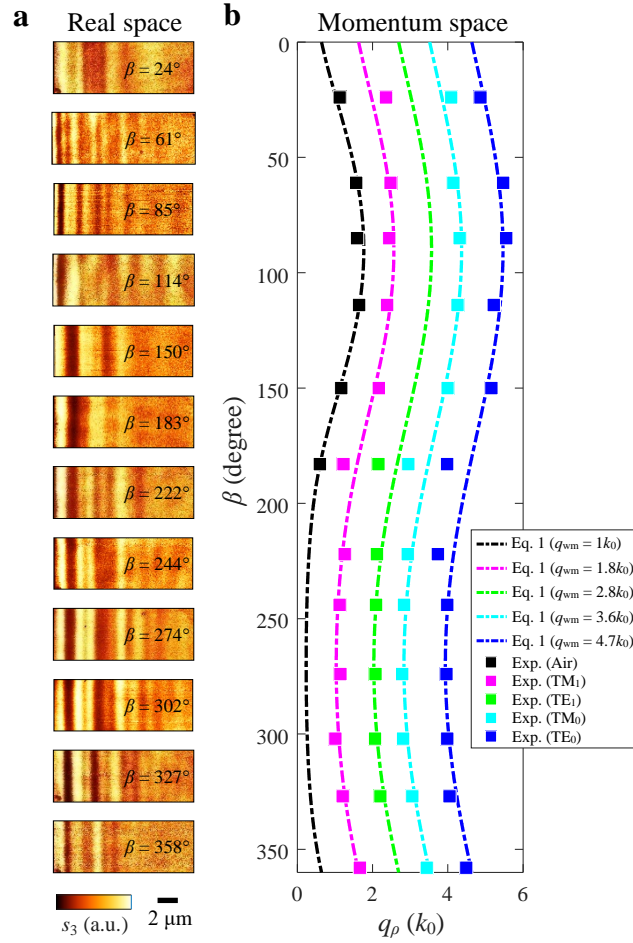 a Real space
β = 24°
β = 61°
β = 85°
β = 114°
β = 150°
β = 183°
β = 222°
β = 244°
β = 274°
β = 302°
β = 327°
β = 358°
s3 (a.u.)
2 μm
b Momentum space
0
50
100
150
200
250
300
350
β (degree)
0 2 4 6
qρ (k0)
Eq. 1 (qwm = 1k0)
Eq. 1 (qwm = 1.8k0)
Eq. 1 (qwm = 2.8k0)
Eq. 1 (qwm = 3.6k0)
Eq. 1 (qwm = 4.7k0)
Exp. (Air)
Exp. (TM1)
Exp. (TE1)
Exp. (TM0)
Exp. (TE0)